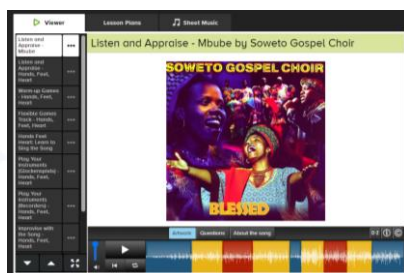 Viewer
Lesson Plans
Sheet Music
Listen and
Appraise -
Mbube
Listen and
Appraise -
Hands, Feet,
Heart
Warm up Games
- Hands, Feet,
Heart
Flexible Games
Track - Hands,
Feet, Heart
Hands Feet
Heart: Learn to
Sing the Song
Play Your
Instruments
(Glockenspiels) -
Hands, Feet,
Heart
Play Your
Instruments
(Recorders) -
Hands, Feet,
Heart
Improvise with
the Song -
Hands, Feet,
Heart
Listen and Appraise - Mbube by Soweto Gospel Choir
SOWETO GOSPEL CHOIR
BLESSED
Artwork
Questions
About the song